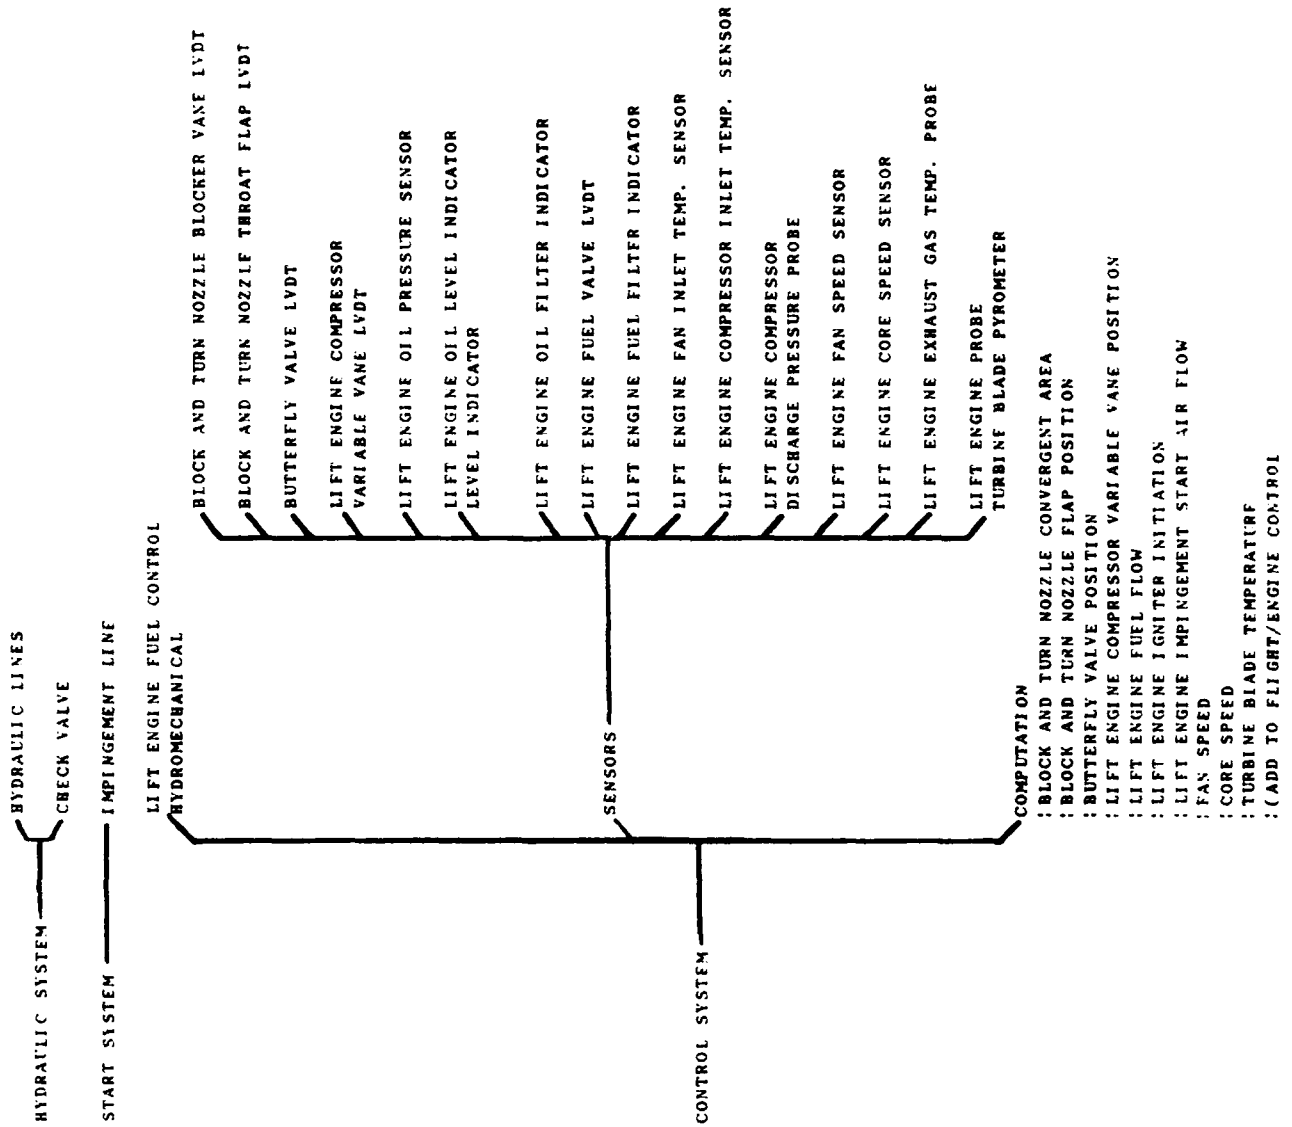 HYDRAULIC SYSTEM
HYDRAULIC LINES
CHECK VALVE
START SYSTEM
IMPINGEMENT LINE
CONTROL SYSTEM
LIFT ENGINE FUEL CONTROL
HYDROMECHANICAL
SENSORS
BLOCK AND TURN NOZZLE BLOCKER VANE LVDT
BLOCK AND TURN NOZZLE THROAT FLAP LVDT
BUTTERFLY VALVE LVDT
LIFT ENGINE COMPRESSOR
VARIABLE VANE LVDT
LIFT ENGINE OIL PRESSURE SENSOR
LIFT ENGINE OIL LEVEL INDICATOR
LEVEL INDICATOR
LIFT ENGINE OIL FILTER INDICATOR
LIFT ENGINE FUEL VALVE LVDT
LIFT ENGINE FUEL FILTER INDICATOR
LIFT ENGINE FAN INLET TEMP. SENSOR
LIFT ENGINE COMPRESSOR INLET TEMP. SENSOR
LIFT ENGINE COMPRESSOR
DISCHARGE PRESSURE PROBE
LIFT ENGINE FAN SPEED SENSOR
LIFT ENGINE CORE SPEED SENSOR
LIFT ENGINE EXHAUST GAS TEMP. PROBE
LIFT ENGINE PROBE
TURBINE BLADE PYROMETER
COMPUTATION
: BLOCK AND TURN NOZZLE CONVERGENT AREA
: BLOCK AND TURN NOZZLE FLAP POSITION
: BUTTERFLY VALVE POSITION
: LIFT ENGINE COMPRESSOR VARIABLE VANE POSITION
: LIFT ENGINE FUEL FLOW
: LIFT ENGINE IGNITER INITIATION
: LIFT ENGINE IMPINGEMENT START AIR FLOW
: FAN SPEED
: CORE SPEED
: TURBINE BLADE TEMPERATURE
: (ADD TO FLIGHT/ENGINE CONTROL